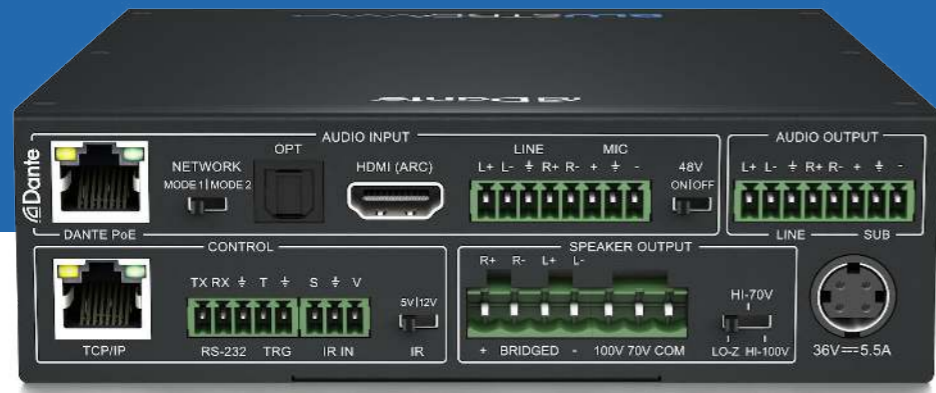 BLUSTREAM
Dante
Dante
AUDIO INPUT
AUDIO OUTPUT
OPT
LINE MIC
NETWORK
HDMI (ARC)
L+ L- ⏚ R+ R- + ⏚ -
48V
L+ L- ⏚ R+ R- + ⏚ -
MODE 1 | MODE 2
ON|OFF
DANTE PoE
LINE SUB
CONTROL
SPEAKER OUTPUT
R+ R- L+ L-
TX RX ⏚ T ⏚ S ⏚ V
5V|12V
HI-70V
TCP/IP
RS-232 TRG IR IN
IR
+ BRIDGED - 100V 70V COM
LO-Z HI-100V
36V⎓5.5A